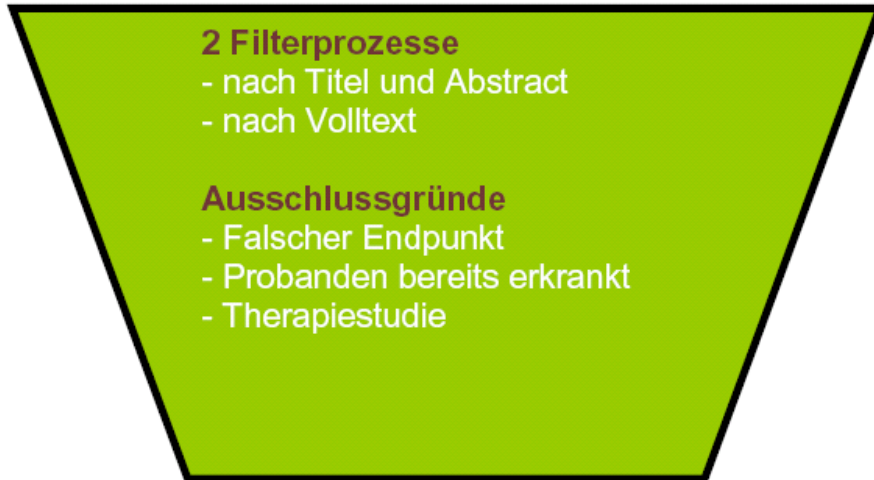 2 Filterprozesse
- nach Titel und Abstract
- nach Volltext
Ausschlussgründe
- Falscher Endpunkt
- Probanden bereits erkrankt
- Therapiestudie